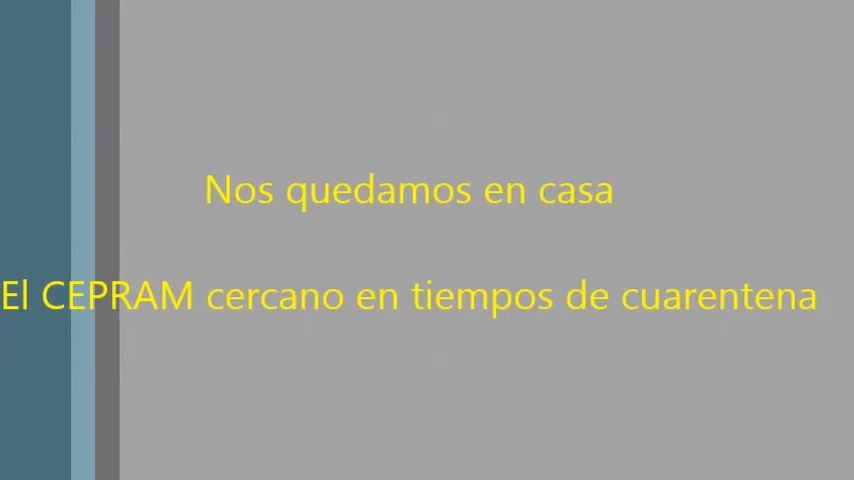 Nos quedamos en casa
El CEPRAM cercano en tiempos de cuarentena